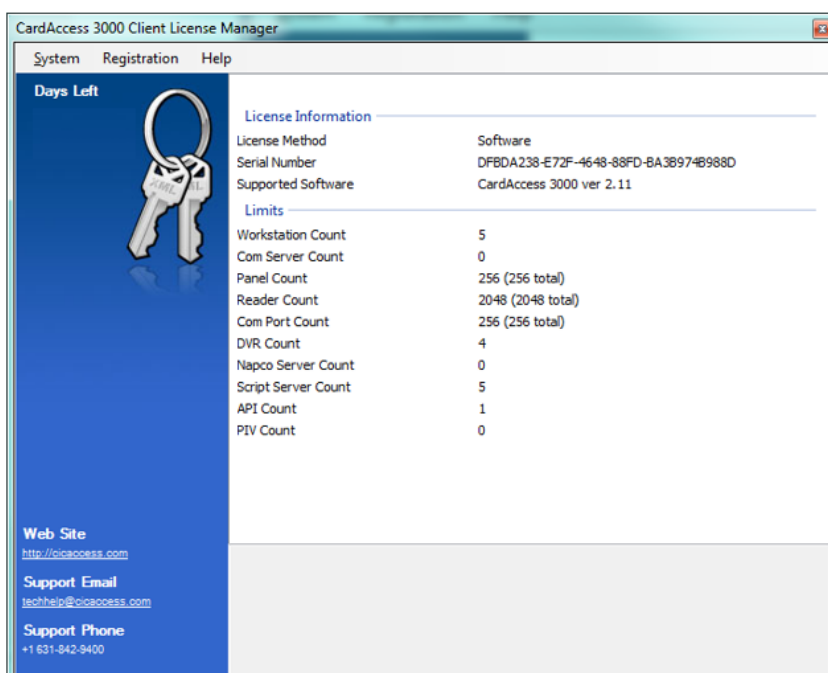 CardAccess 3000 Client License Manager
System Registration Help
Days Left
License Information
License Method Software
Serial Number DFBDA238-E72F-4648-88FD-BA3B974B988D
Supported Software CardAccess 3000 ver 2.11
Limits
Workstation Count 5
Com Server Count 0
Panel Count 256 (256 total)
Reader Count 2048 (2048 total)
Com Port Count 256 (256 total)
DVR Count 4
Napco Server Count 0
Script Server Count 5
API Count 1
PIV Count 0
Web Site
http://cicaccess.com
Support Email
techhelp@cicaccess.com
Support Phone
+1 631-842-9400